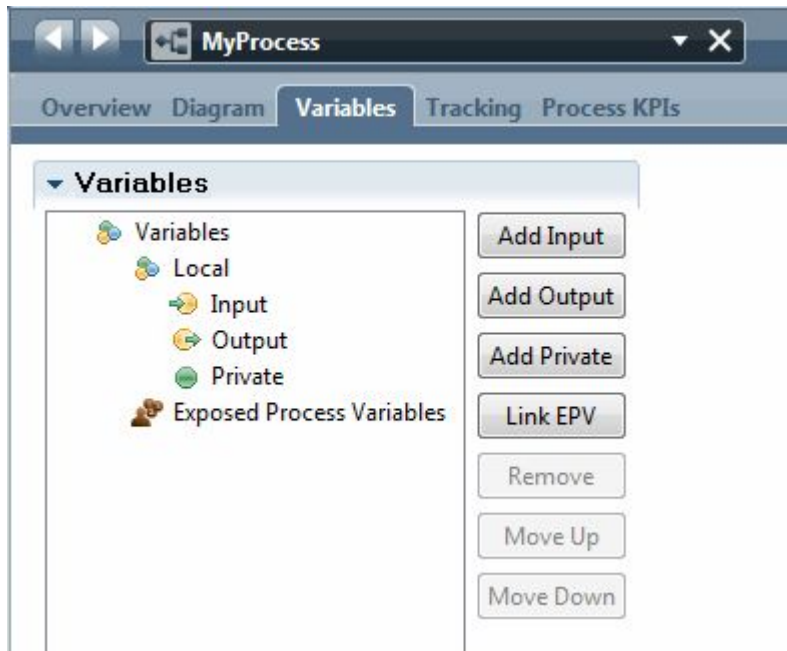 MyProcess
Overview Diagram Variables Tracking Process KPIs
Variables
Variables
Local
Input
Output
Private
Exposed Process Variables
Add Input
Add Output
Add Private
Link EPV
Remove
Move Up
Move Down